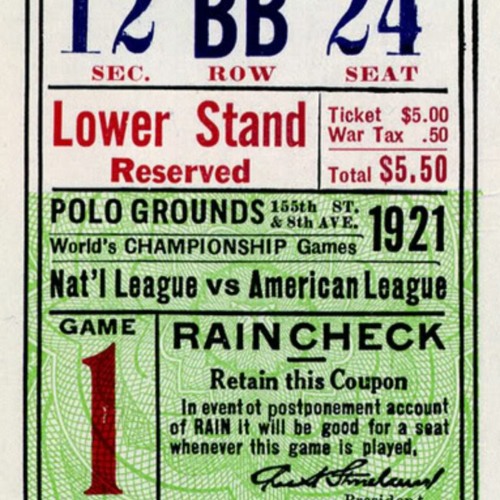 12 BB 24
SEC. ROW SEAT
Lower Stand
Reserved
Ticket $5.00
War Tax .50
Total $5.50
POLO GROUNDS 155th ST. & 8th AVE. 1921
World's CHAMPIONSHIP Games
Nat'l League vs American League
GAME
1
RAINCHECK
Retain this Coupon
In event of postponement account
of RAIN it will be good for a seat
whenever this game is played.
President